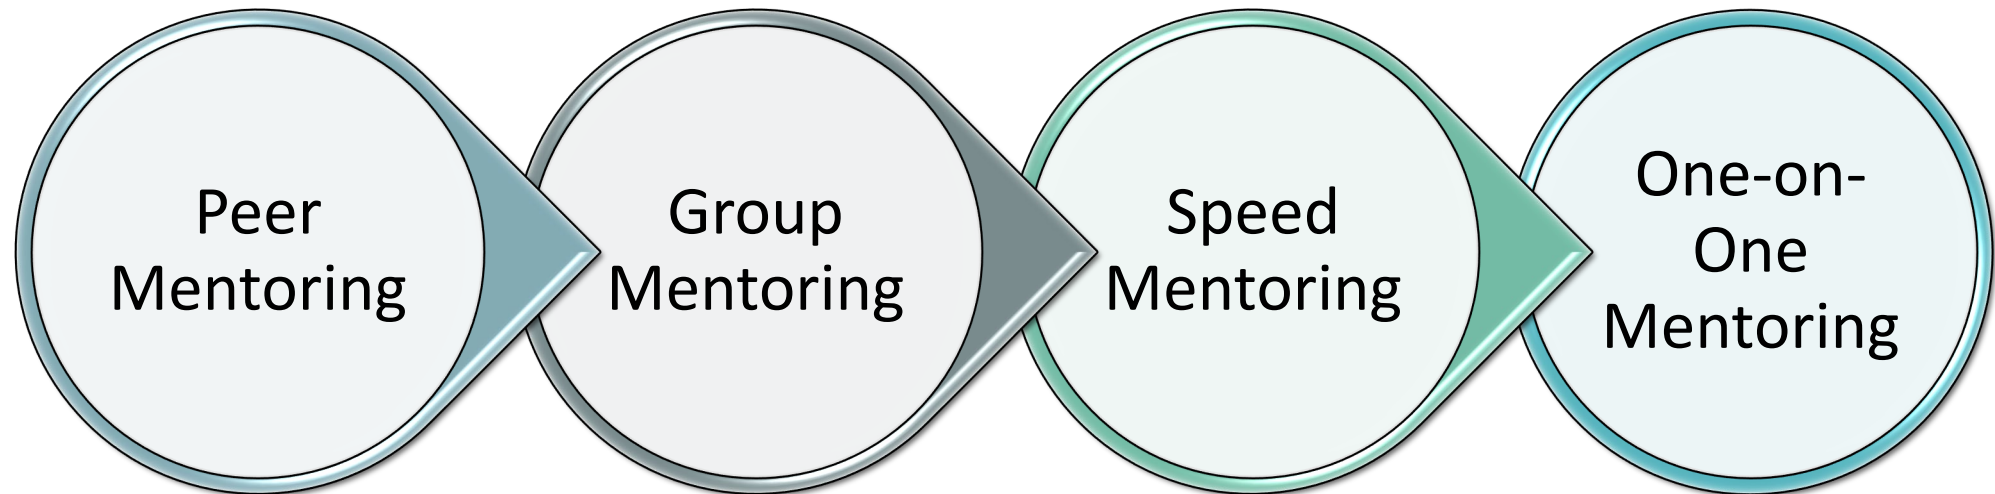 Peer
Mentoring
Group
Mentoring
Speed
Mentoring
One-on-
One
Mentoring